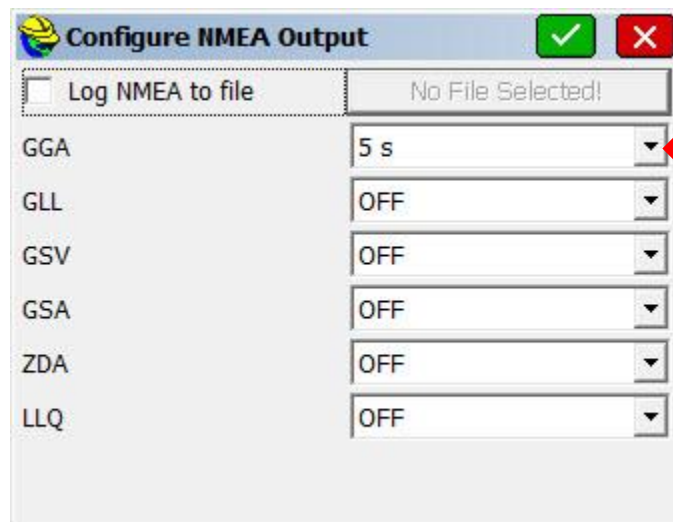 Configure NMEA Output
Log NMEA to file No File Selected!
GGA 5 s
GLL OFF
GSV OFF
GSA OFF
ZDA OFF
LLQ OFF